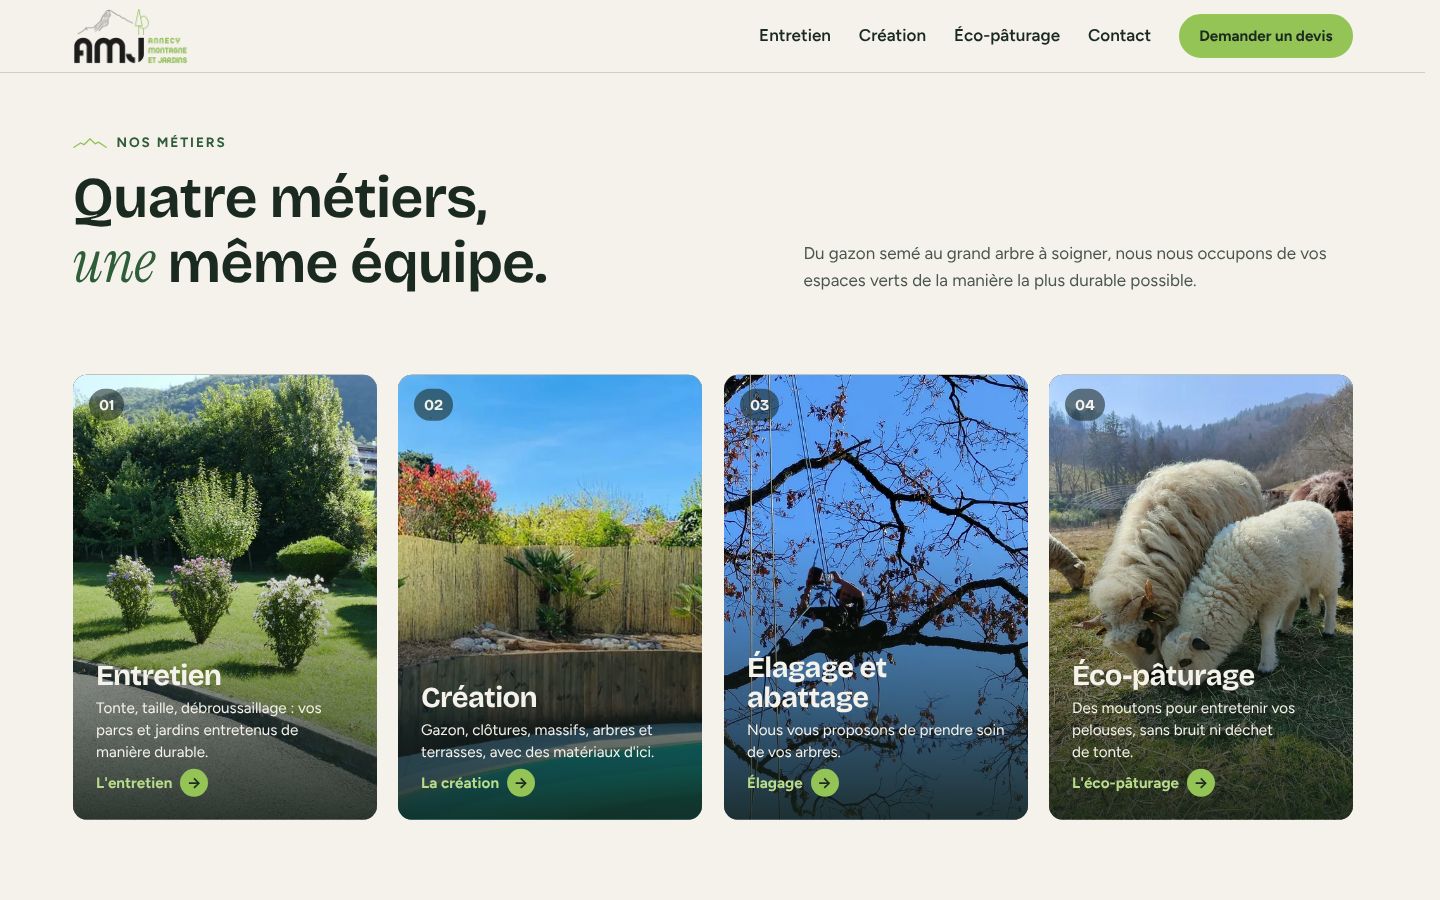 AMJ ANNECY
MONTAGNE
ET JARDINS
Entretien Création Éco-pâturage Contact Demander un devis
NOS MÉTIERS
Quatre métiers,
une même équipe.
Du gazon semé au grand arbre à soigner, nous nous occupons de vos
espaces verts de la manière la plus durable possible.
01
Entretien
Tonte, taille, débroussaillage : vos
parcs et jardins entretenus de
manière durable.
L'entretien
02
Création
Gazon, clôtures, massifs, arbres et
terrasses, avec des matériaux d'ici.
La création
03
Élagage et
abattage
Nous vous proposons de prendre soin
de vos arbres.
Élagage
04
Éco-pâturage
Des moutons pour entretenir vos
pelouses, sans bruit ni déchet
de tonte.
L'éco-pâturage